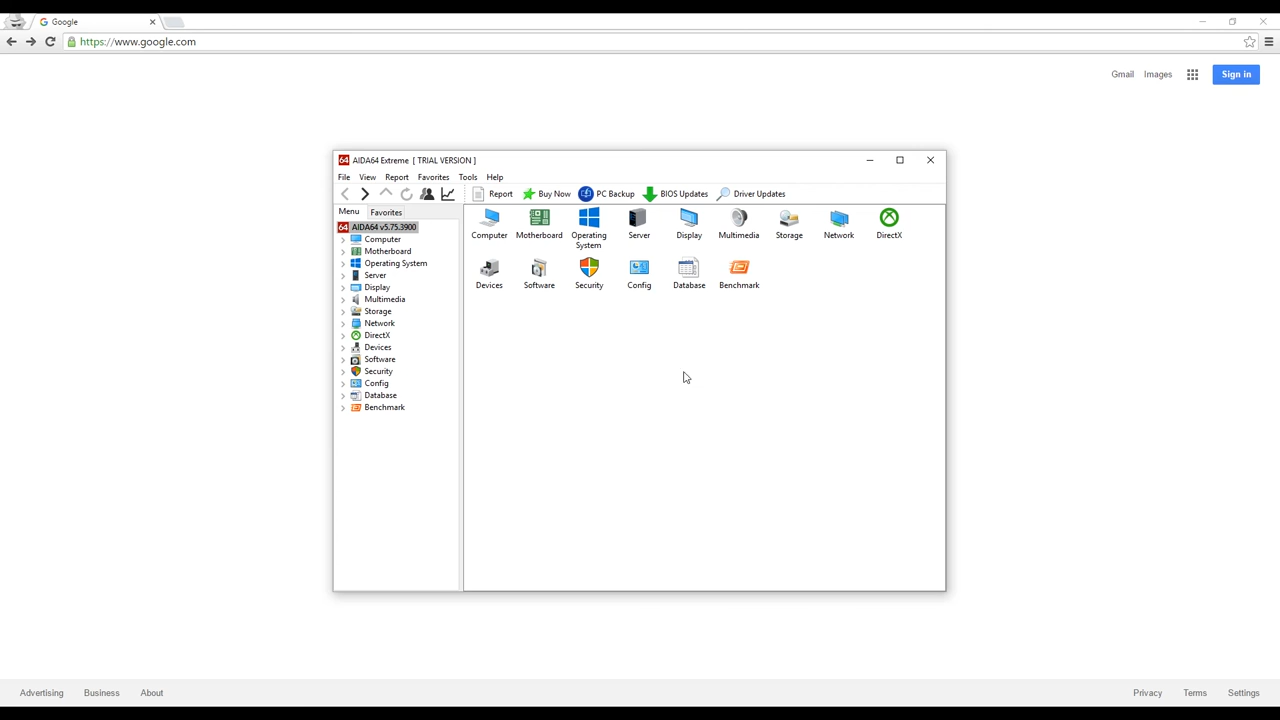 Google
https://www.google.com
Gmail Images Sign in
64 AIDA64 Extreme [ TRIAL VERSION ]
File View Report Favorites Tools Help
Report Buy Now PC Backup BIOS Updates Driver Updates
Menu Favorites
64 AIDA64 v5.75.3900
Computer
Motherboard
Operating System
Server
Display
Multimedia
Storage
Network
DirectX
Devices
Software
Security
Config
Database
Benchmark
Computer Motherboard Operating System Server Display Multimedia Storage Network DirectX
Devices Software Security Config Database Benchmark
Advertising Business About Privacy Terms Settings